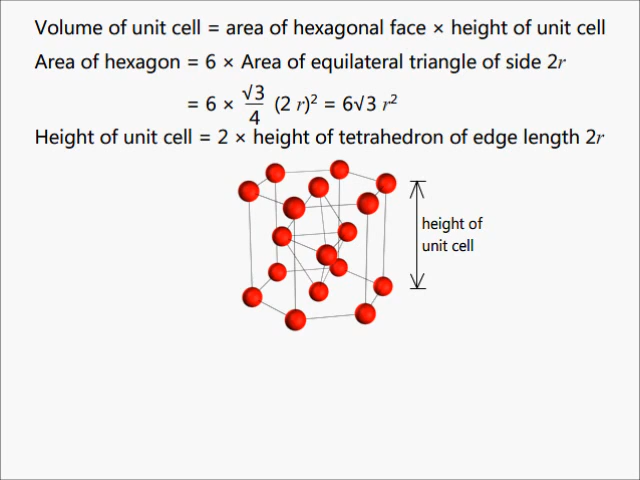 Volume of unit cell = area of hexagonal face × height of unit cell
Area of hexagon = 6 × Area of equilateral triangle of side 2r
= 6 × √3/4 (2 r)² = 6√3 r²
Height of unit cell = 2 × height of tetrahedron of edge length 2r
height of
unit cell